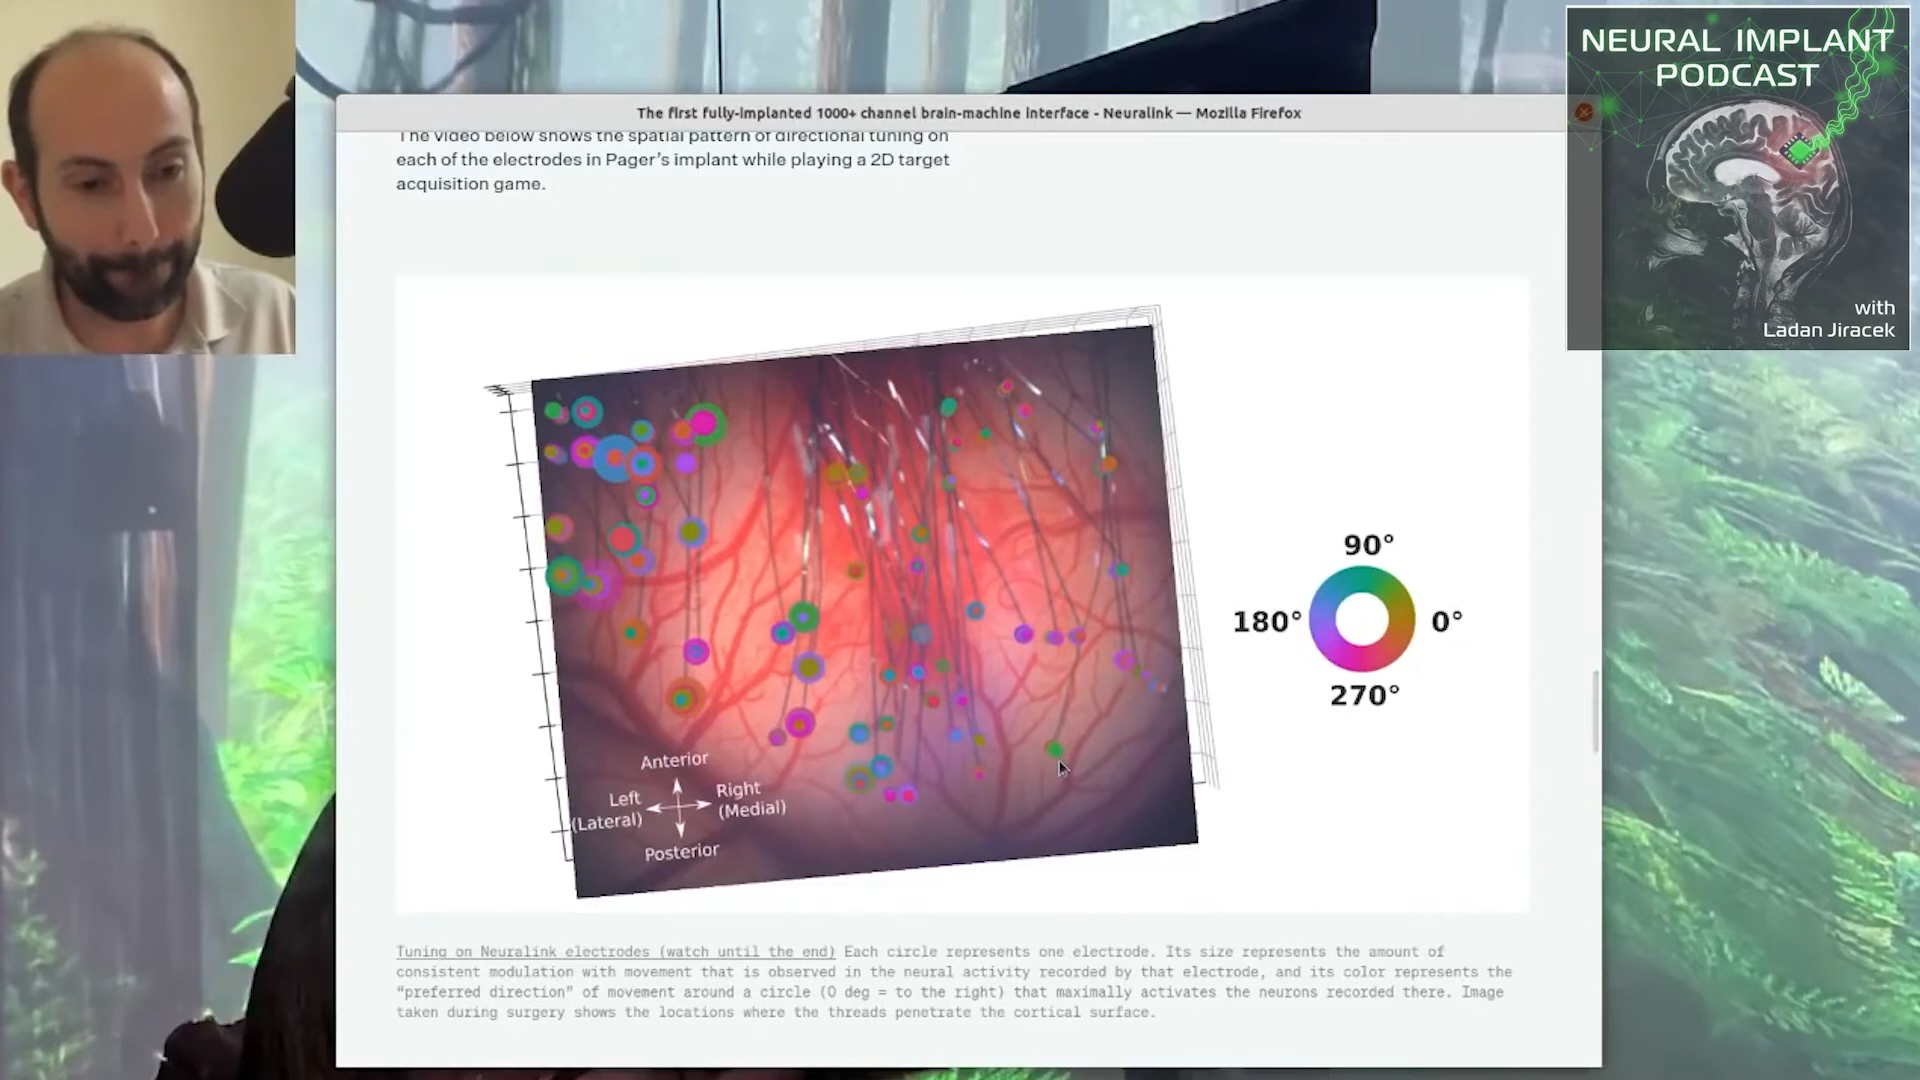 NEURAL IMPLANT
PODCAST
with
Ladan Jiracek
The first fully-implanted 1000+ channel brain-machine interface - Neuralink — Mozilla Firefox
The video below shows the spatial pattern of directional tuning on
each of the electrodes in Pager’s implant while playing a 2D target
acquisition game.
90°
180°
0°
270°
Anterior
Left
(Lateral)
Right
(Medial)
Posterior
Tuning on Neuralink electrodes (watch until the end) Each circle represents one electrode. Its size represents the amount of
consistent modulation with movement that is observed in the neural activity recorded by that electrode, and its color represents the
“preferred direction” of movement around a circle (0 deg = to the right) that maximally activates the neurons recorded there. Image
taken during surgery shows the locations where the threads penetrate the cortical surface.